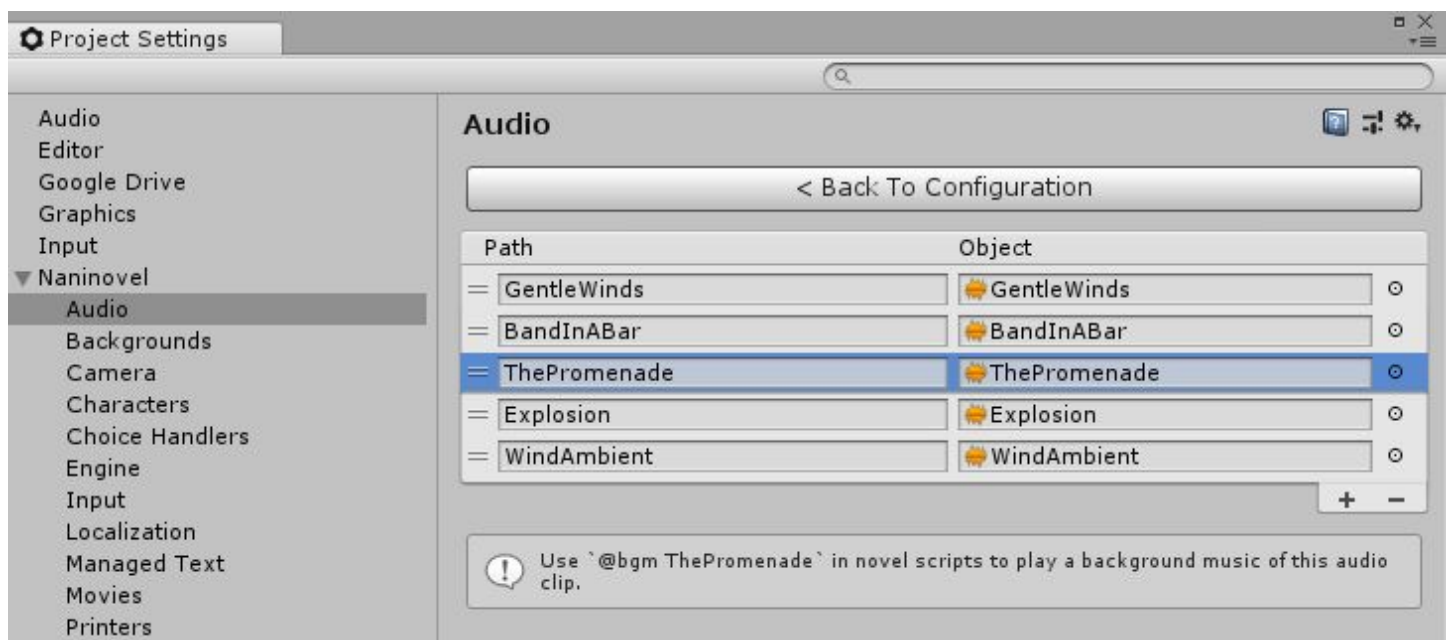 Project Settings
Audio
Editor
Google Drive
Graphics
Input
Naninovel
Audio
Backgrounds
Camera
Characters
Choice Handlers
Engine
Input
Localization
Managed Text
Movies
Printers
Audio
< Back To Configuration
Path Object
GentleWinds GentleWinds
BandInABar BandInABar
ThePromenade ThePromenade
Explosion Explosion
WindAmbient WindAmbient
+ −
Use `@bgm ThePromenade` in novel scripts to play a background music of this audio
clip.